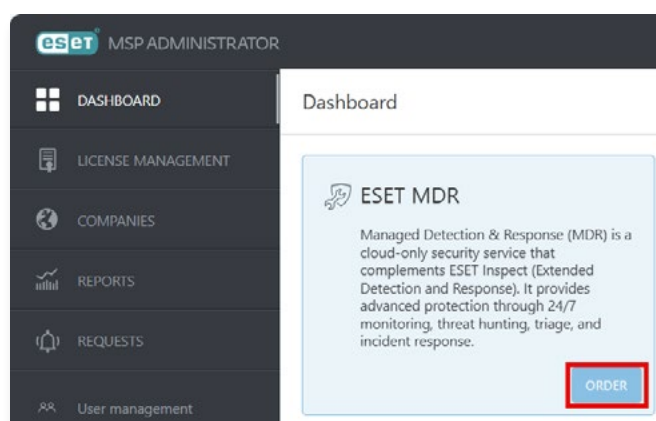 eset MSP ADMINISTRATOR
DASHBOARD
LICENSE MANAGEMENT
COMPANIES
REPORTS
REQUESTS
User management
Dashboard
ESET MDR
Managed Detection & Response (MDR) is a
cloud-only security service that
complements ESET Inspect (Extended
Detection and Response). It provides
advanced protection through 24/7
monitoring, threat hunting, triage, and
incident response.
ORDER